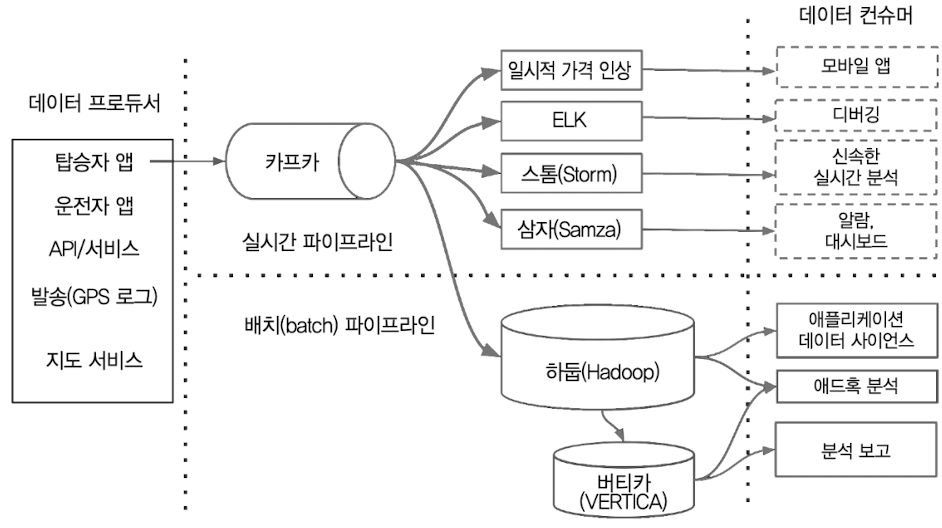 데이터 컨슈머
데이터 프로듀서
탑승자 앱
운전자 앱
API/서비스
발송(GPS 로그)
지도 서비스
카프카
실시간 파이프라인
일시적 가격 인상
ELK
스톰(Storm)
삼자(Samza)
모바일 앱
디버깅
신속한
실시간 분석
알람,
대시보드
배치(batch) 파이프라인
하둡(Hadoop)
버티카
(VERTICA)
애플리케이션
데이터 사이언스
애드혹 분석
분석 보고